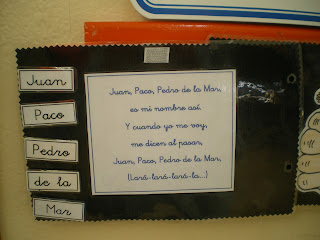 Juan
Paco
Pedro
de la
Mar
Juan, Paco, Pedro de la Mar,
es mi nombre así.
Y cuando yo me voy,
me dicen al pasar,
Juan, Paco, Pedro de la Mar,
(Lará-lará-lará-la...)